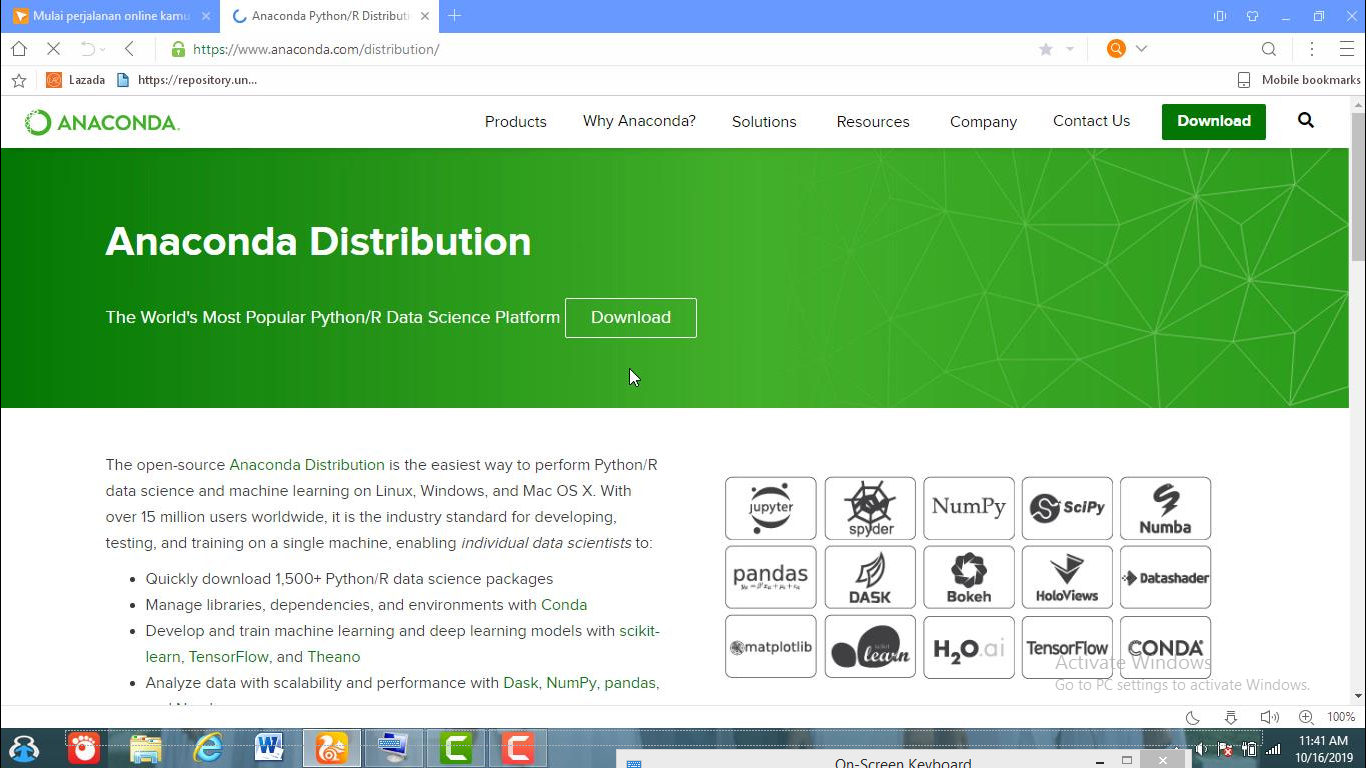 Mulai perjalanan online kamu
Anaconda Python/R Distributi
https://www.anaconda.com/distribution/
Lazada
https://repository.un...
Mobile bookmarks
ANACONDA.
Products
Why Anaconda?
Solutions
Resources
Company
Contact Us
Download
Anaconda Distribution
The World's Most Popular Python/R Data Science Platform
Download
The open-source Anaconda Distribution is the easiest way to perform Python/R
data science and machine learning on Linux, Windows, and Mac OS X. With
over 15 million users worldwide, it is the industry standard for developing,
testing, and training on a single machine, enabling individual data scientists to:
• Quickly download 1,500+ Python/R data science packages
• Manage libraries, dependencies, and environments with Conda
• Develop and train machine learning and deep learning models with scikit-
learn, TensorFlow, and Theano
• Analyze data with scalability and performance with Dask, NumPy, pandas,
jupyter
spyder
NumPy
SciPy
Numba
pandas
DASK
Bokeh
HoloViews
Datashader
matplotlib
scikit
learn
H2O.ai
TensorFlow
CONDA
Activate Windows
Go to PC settings to activate Windows.
100%
11:41 AM
10/16/2019
On-Screen Keyboard